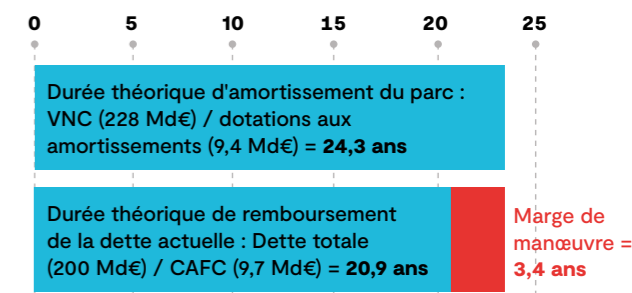 0 5 10 15 20 25
Durée théorique d'amortissement du parc :
VNC (228 Md€) / dotations aux
amortissements (9,4 Md€) = 24,3 ans
Durée théorique de remboursement
de la dette actuelle : Dette totale
(200 Md€) / CAFC (9,7 Md€) = 20,9 ans
Marge de
manœuvre =
3,4 ans